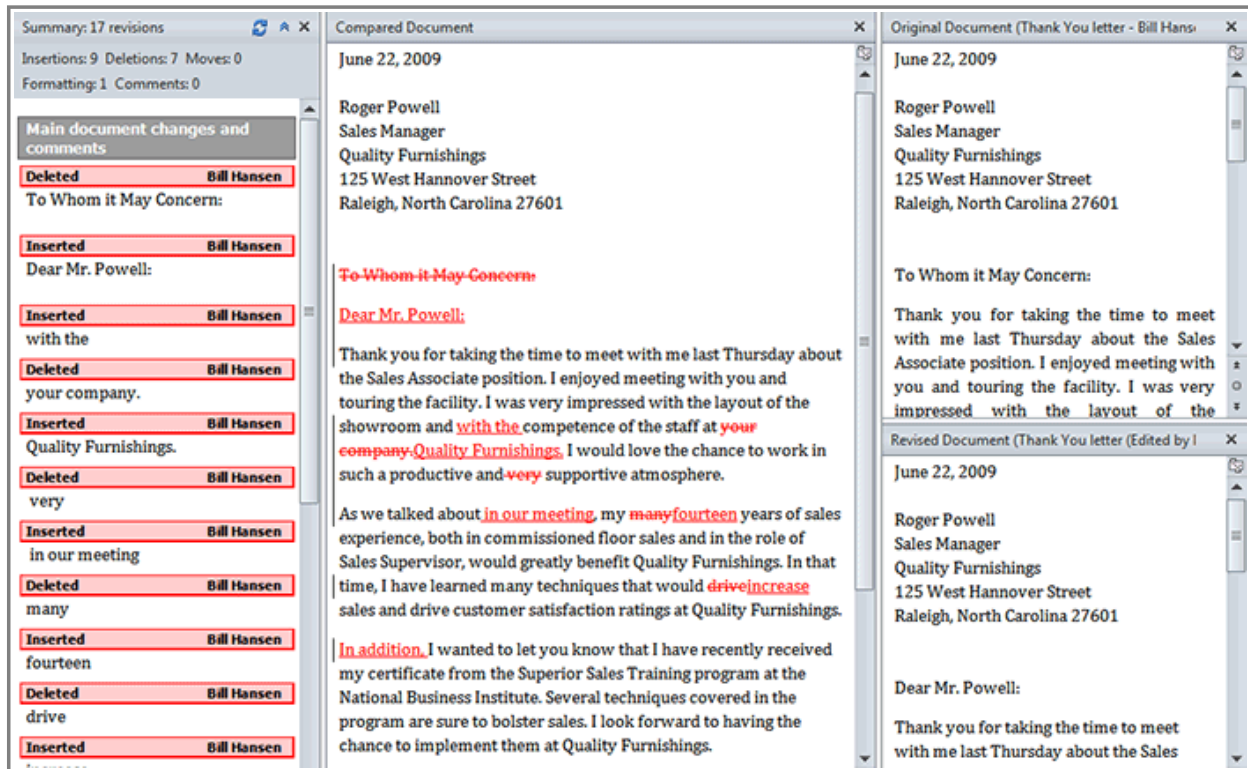 Summary: 17 revisions
Insertions: 9 Deletions: 7 Moves: 0
Formatting: 1 Comments: 0
Main document changes and
comments
Deleted Bill Hansen
To Whom it May Concern:
Inserted Bill Hansen
Dear Mr. Powell:
Inserted Bill Hansen
with the
Deleted Bill Hansen
your company.
Inserted Bill Hansen
Quality Furnishings.
Deleted Bill Hansen
very
Inserted Bill Hansen
in our meeting
Deleted Bill Hansen
many
Inserted Bill Hansen
fourteen
Deleted Bill Hansen
drive
Inserted Bill Hansen
Compared Document
June 22, 2009
Roger Powell
Sales Manager
Quality Furnishings
125 West Hannover Street
Raleigh, North Carolina 27601
To Whom it May Concern:
Dear Mr. Powell:
Thank you for taking the time to meet with me last Thursday about
the Sales Associate position. I enjoyed meeting with you and
touring the facility. I was very impressed with the layout of the
showroom and with the competence of the staff at your
company.Quality Furnishings. I would love the chance to work in
such a productive and very supportive atmosphere.
As we talked about in our meeting, my manyfourteen years of sales
experience, both in commissioned floor sales and in the role of
Sales Supervisor, would greatly benefit Quality Furnishings. In that
time, I have learned many techniques that would driveincrease
sales and drive customer satisfaction ratings at Quality Furnishings.
In addition, I wanted to let you know that I have recently received
my certificate from the Superior Sales Training program at the
National Business Institute. Several techniques covered in the
program are sure to bolster sales. I look forward to having the
chance to implement them at Quality Furnishings.
Original Document (Thank You letter - Bill Hans
June 22, 2009
Roger Powell
Sales Manager
Quality Furnishings
125 West Hannover Street
Raleigh, North Carolina 27601
To Whom it May Concern:
Thank you for taking the time to meet
with me last Thursday about the Sales
Associate position. I enjoyed meeting with
you and touring the facility. I was very
impressed with the layout of the
Revised Document (Thank You letter (Edited by
June 22, 2009
Roger Powell
Sales Manager
Quality Furnishings
125 West Hannover Street
Raleigh, North Carolina 27601
Dear Mr. Powell:
Thank you for taking the time to meet
with me last Thursday about the Sales